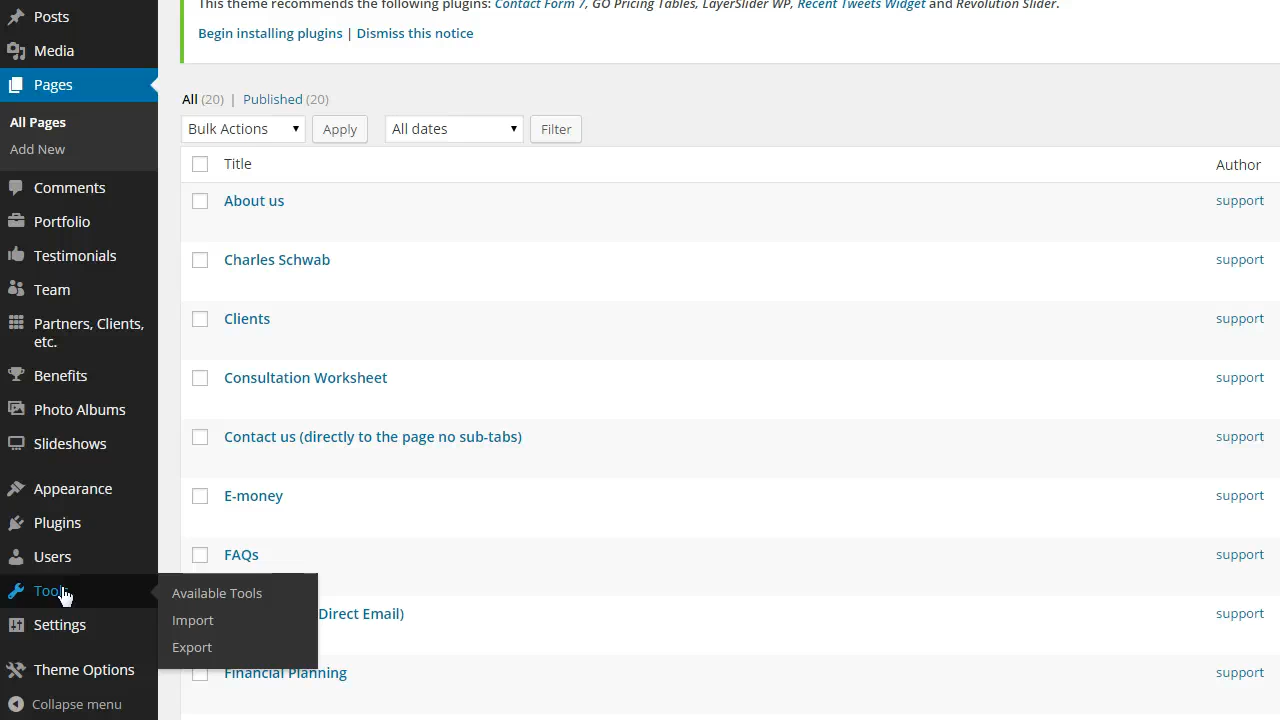 This theme recommends the following plugins: Contact Form 7, GO Pricing Tables, LayerSlider WP, Recent Tweets Widget and Revolution Slider.
Begin installing plugins | Dismiss this notice
Posts
Media
Pages
All Pages
Add New
Comments
Portfolio
Testimonials
Team
Partners, Clients,
etc.
Benefits
Photo Albums
Slideshows
Appearance
Plugins
Users
Tools
Settings
Theme Options
Collapse menu
Available Tools
Import
Export
All (20) | Published (20)
Bulk Actions Apply All dates Filter
Title Author
About us support
Charles Schwab support
Clients support
Consultation Worksheet support
Contact us (directly to the page no sub-tabs) support
E-money support
FAQs support
Direct Email) support
Financial Planning support